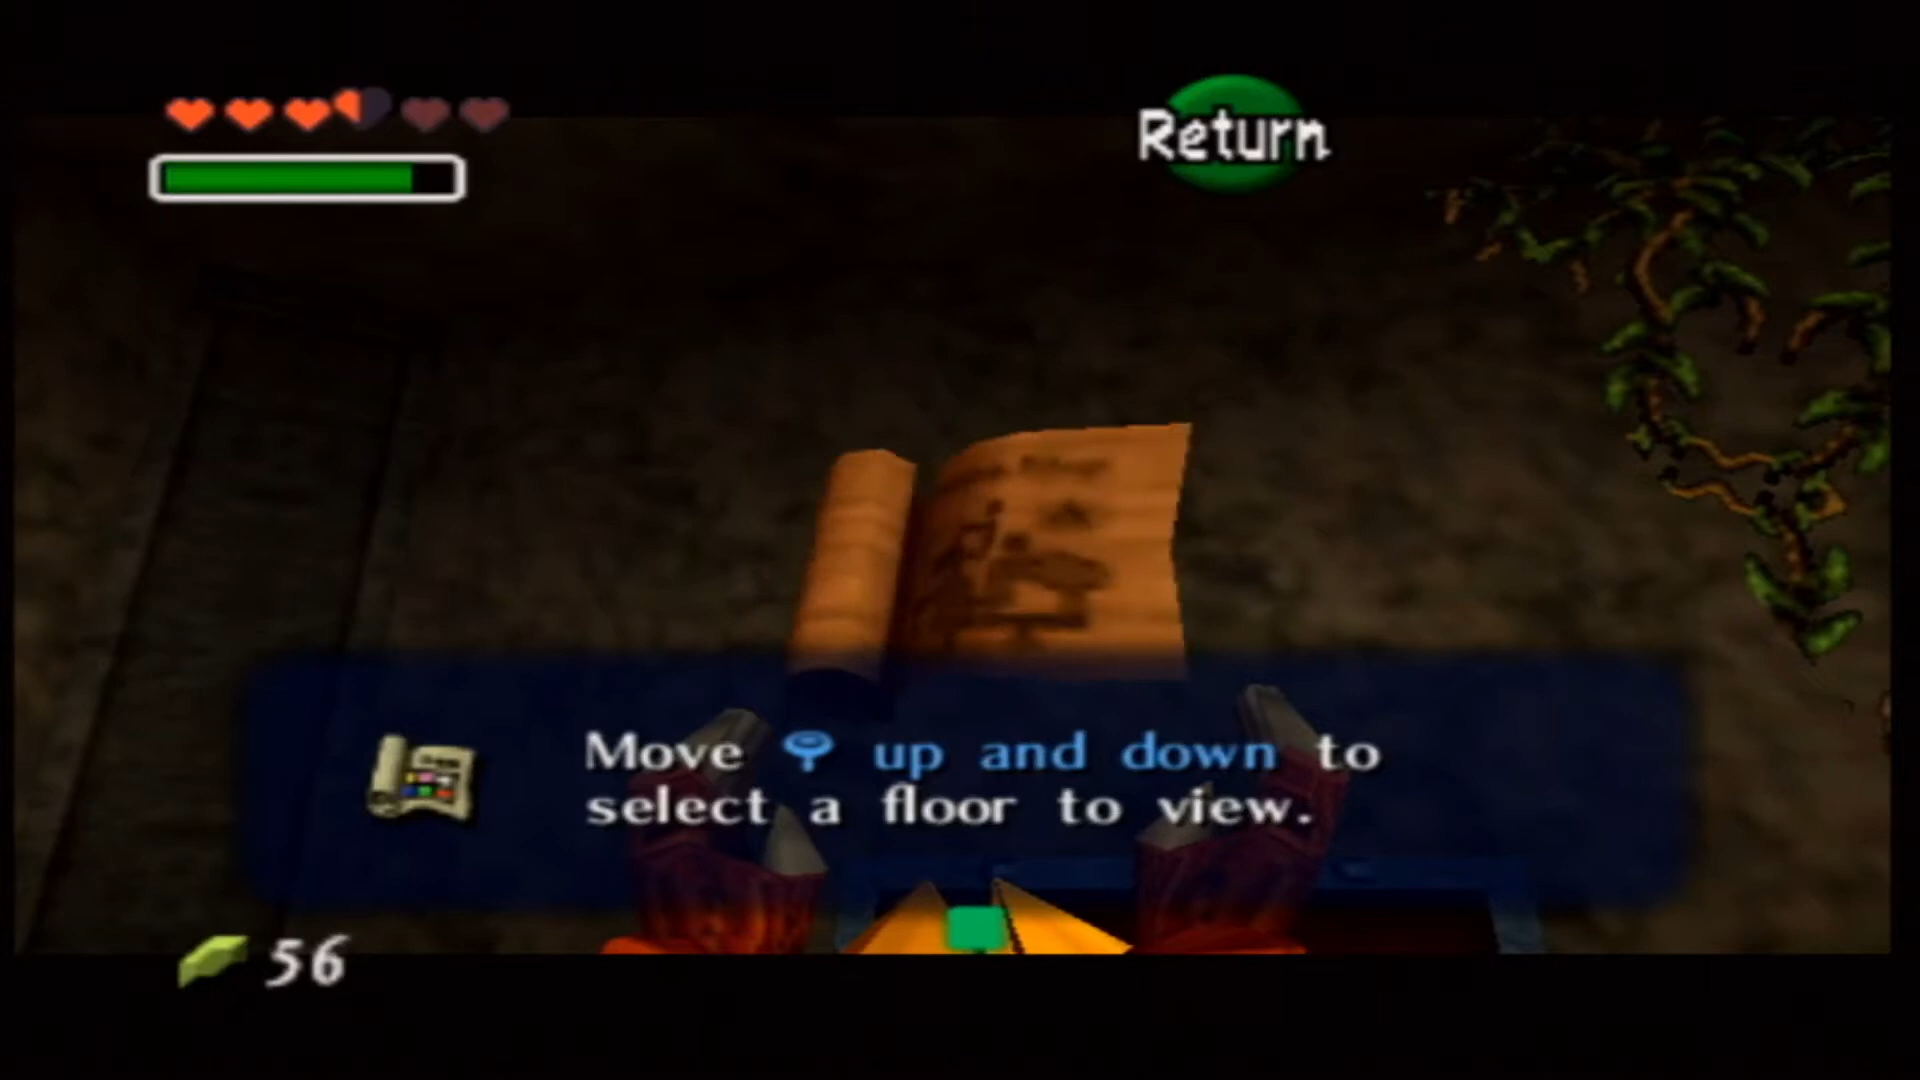 Return
Move up and down to
select a floor to view.
56